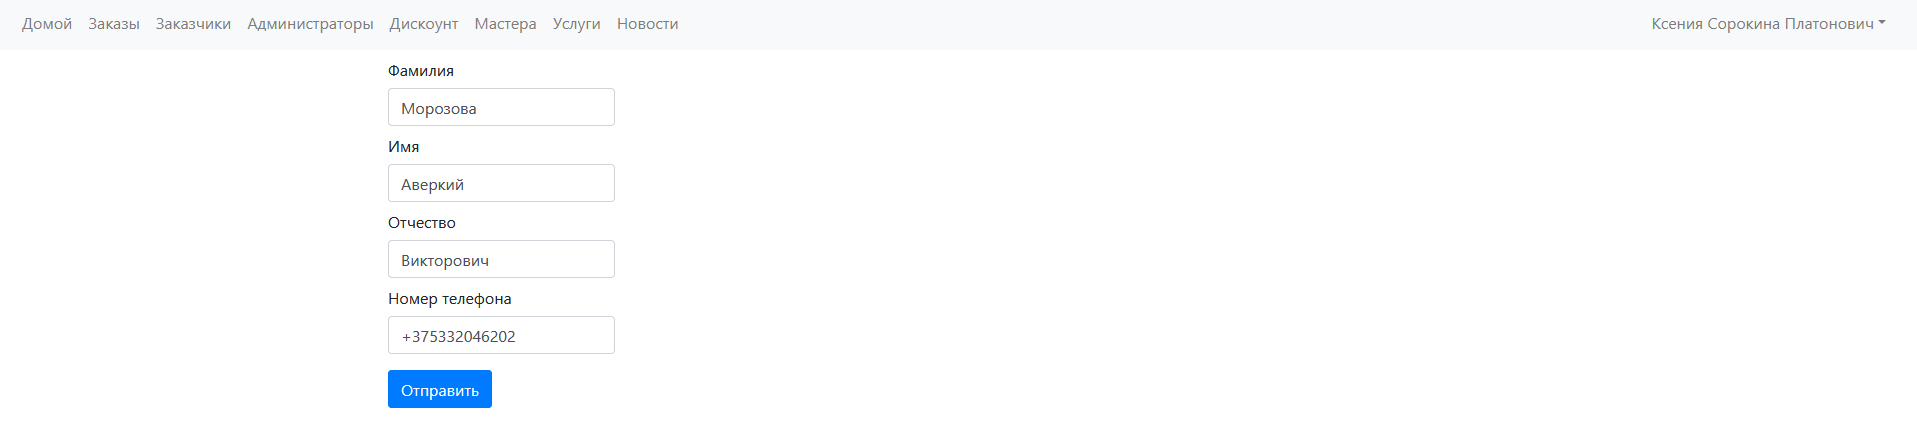 Домой Заказы Заказчики Администраторы Дискоунт Мастера Услуги Новости Ксения Сорокина Платонович
Фамилия
Морозова
Имя
Аверкий
Отчество
Викторович
Номер телефона
+375332046202
Отправить